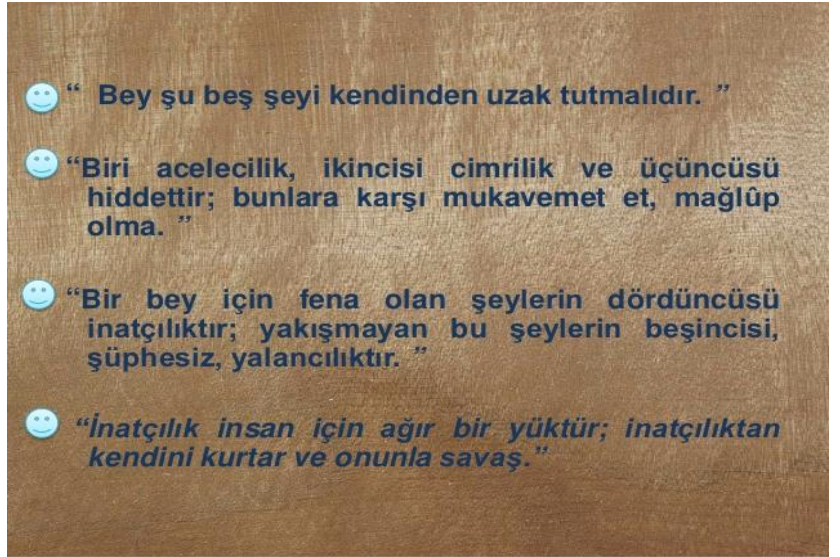 “ Bey şu beş şeyi kendinden uzak tutmalıdır. ”
“Biri acelecilik, ikincisi cimrilik ve üçüncüsü
hiddettir; bunlara karşı mukavemet et, mağlûp
olma. ”
“Bir bey için fena olan şeylerin dördüncüsü
inatçılıktır; yakışmayan bu şeylerin beşincisi,
şüphesiz, yalancılıktır. ”
“İnatçılık insan için ağır bir yüktür; inatçılıktan
kendini kurtar ve onunla savaş.”